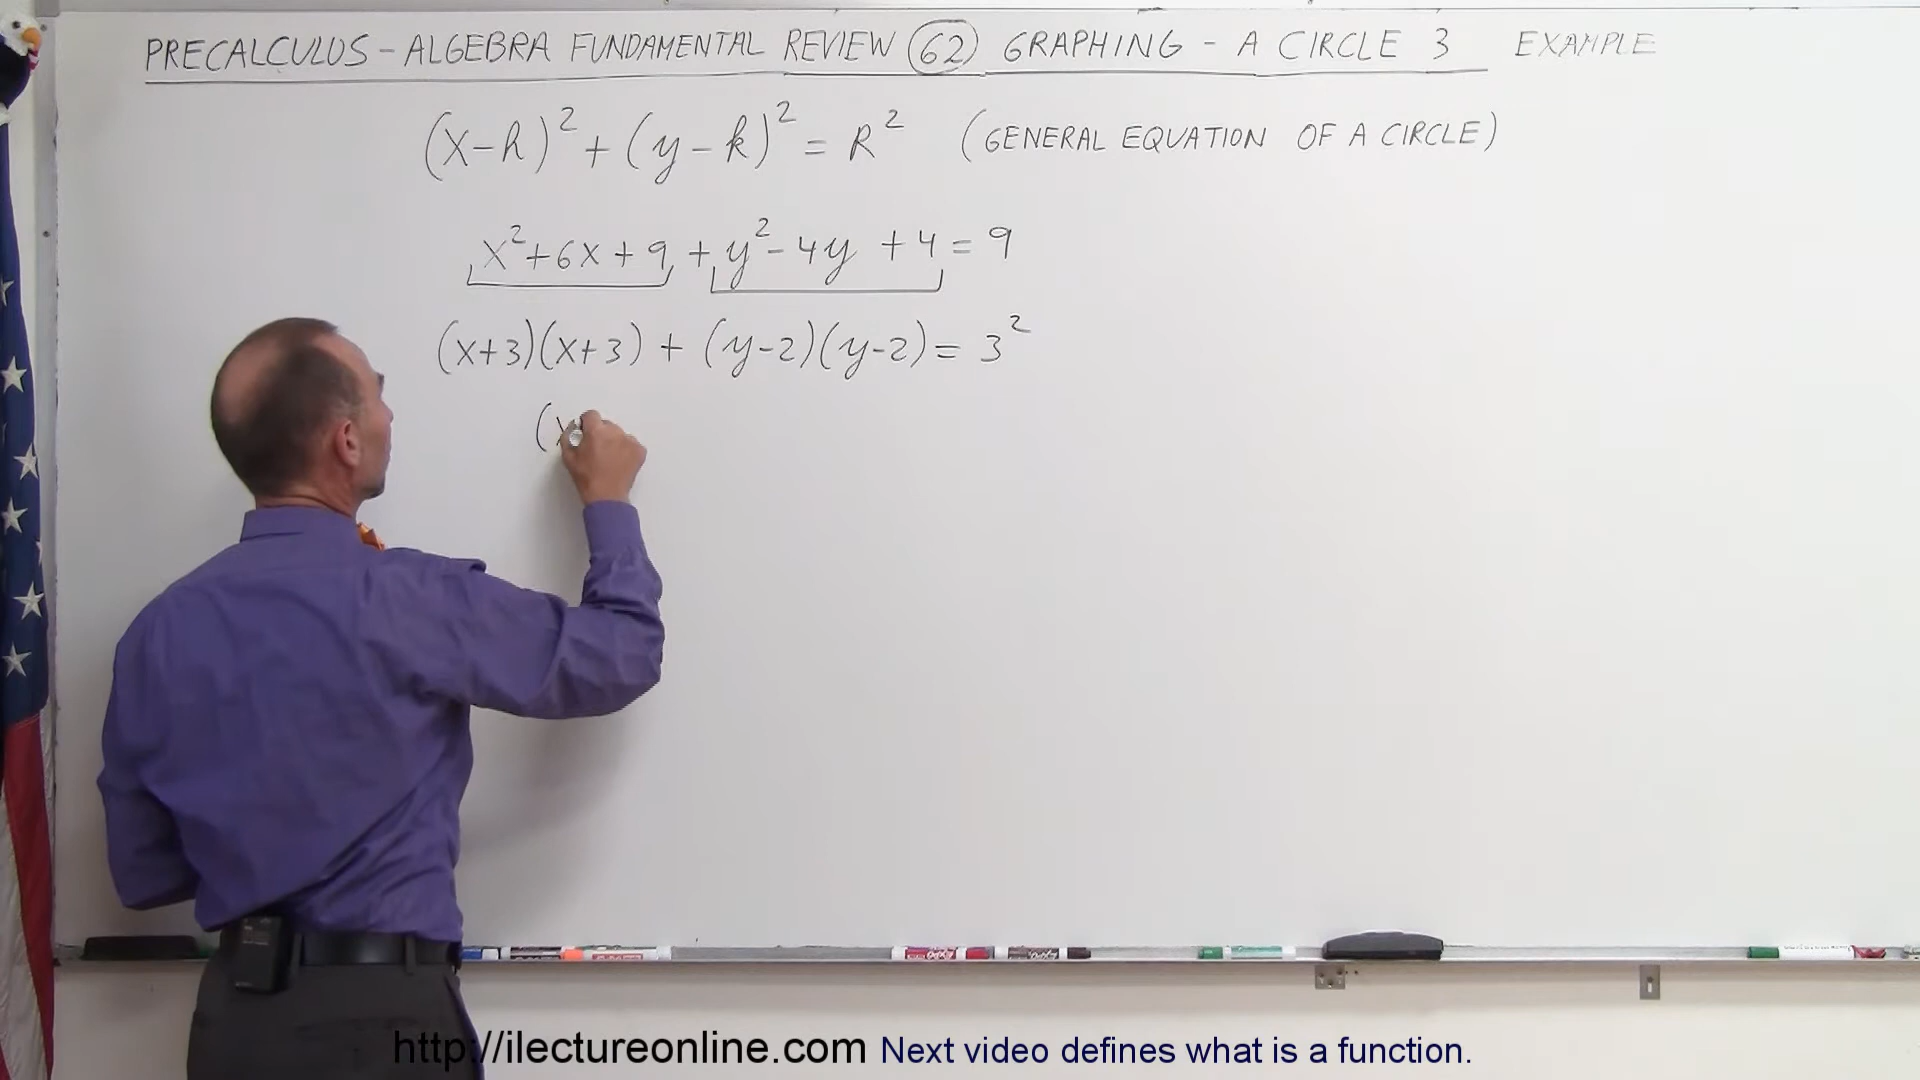 PRECALCULUS - ALGEBRA FUNDAMENTAL REVIEW 62 GRAPHING - A CIRCLE 3 EXAMPLE
(x-h)²+(y-k)²=R² (GENERAL EQUATION OF A CIRCLE)
x²+6x+9+y²-4y+4=9
(x+3)(x+3)+(y-2)(y-2)=3²
(x
http://ilectureonline.com Next video defines what is a function.